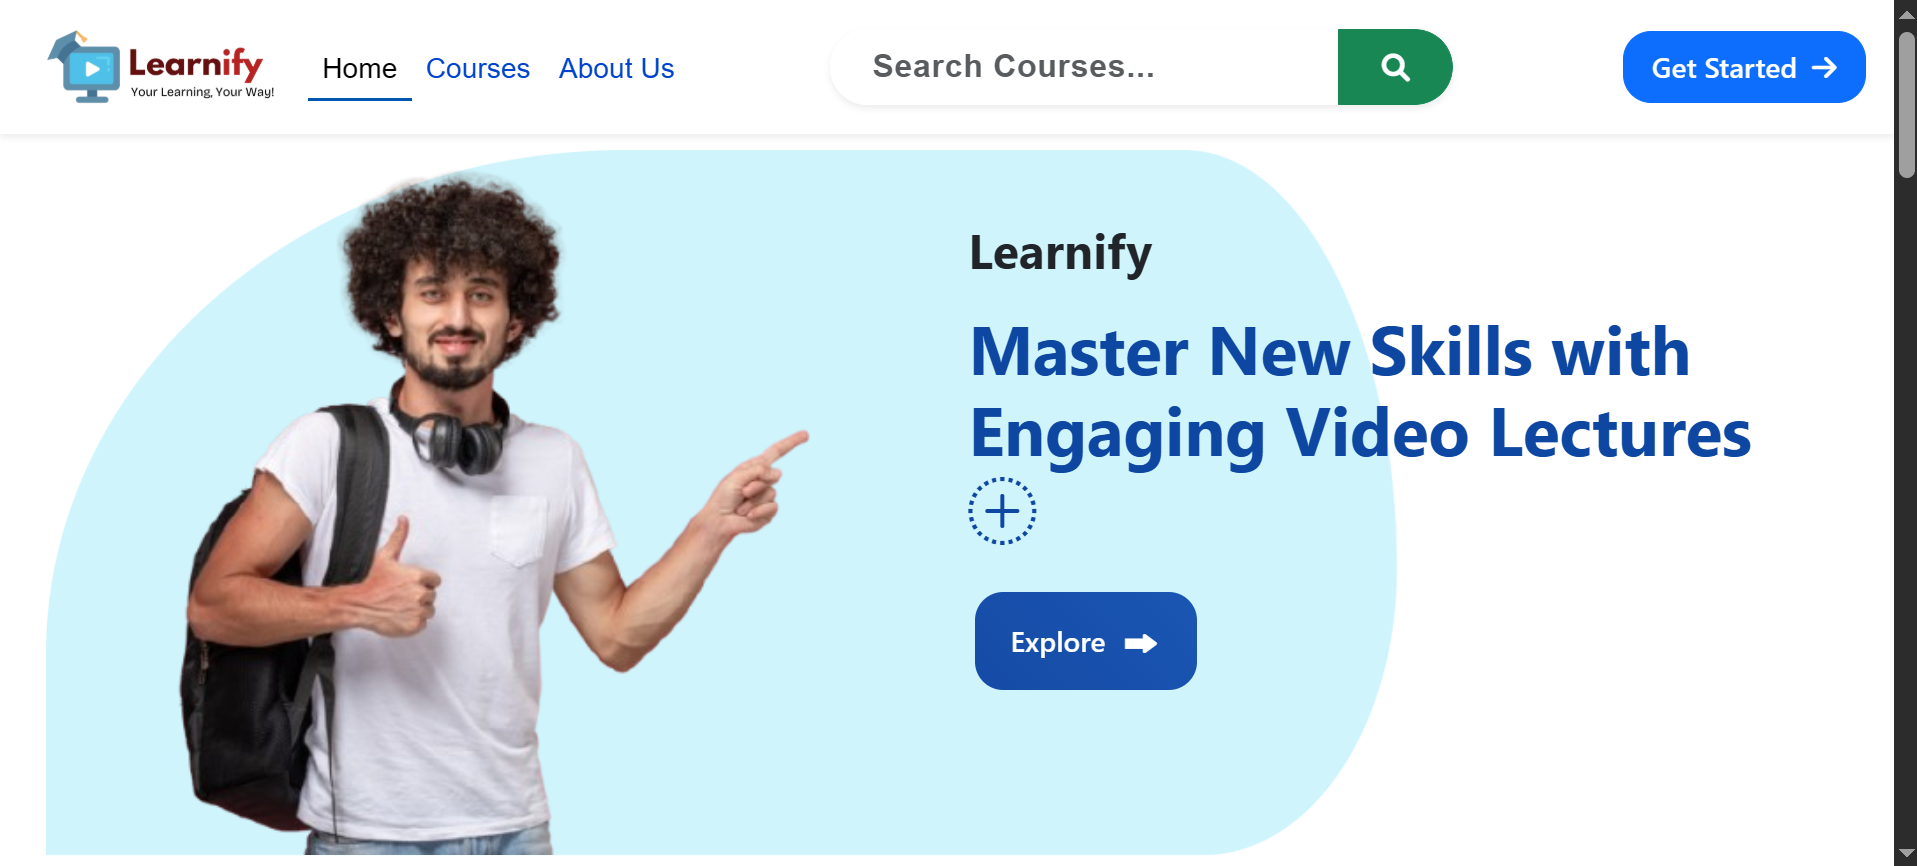 Learnify
Your Learning, Your Way!
Home
Courses
About Us
Search Courses...
Get Started
Learnify
Master New Skills with
Engaging Video Lectures
Explore